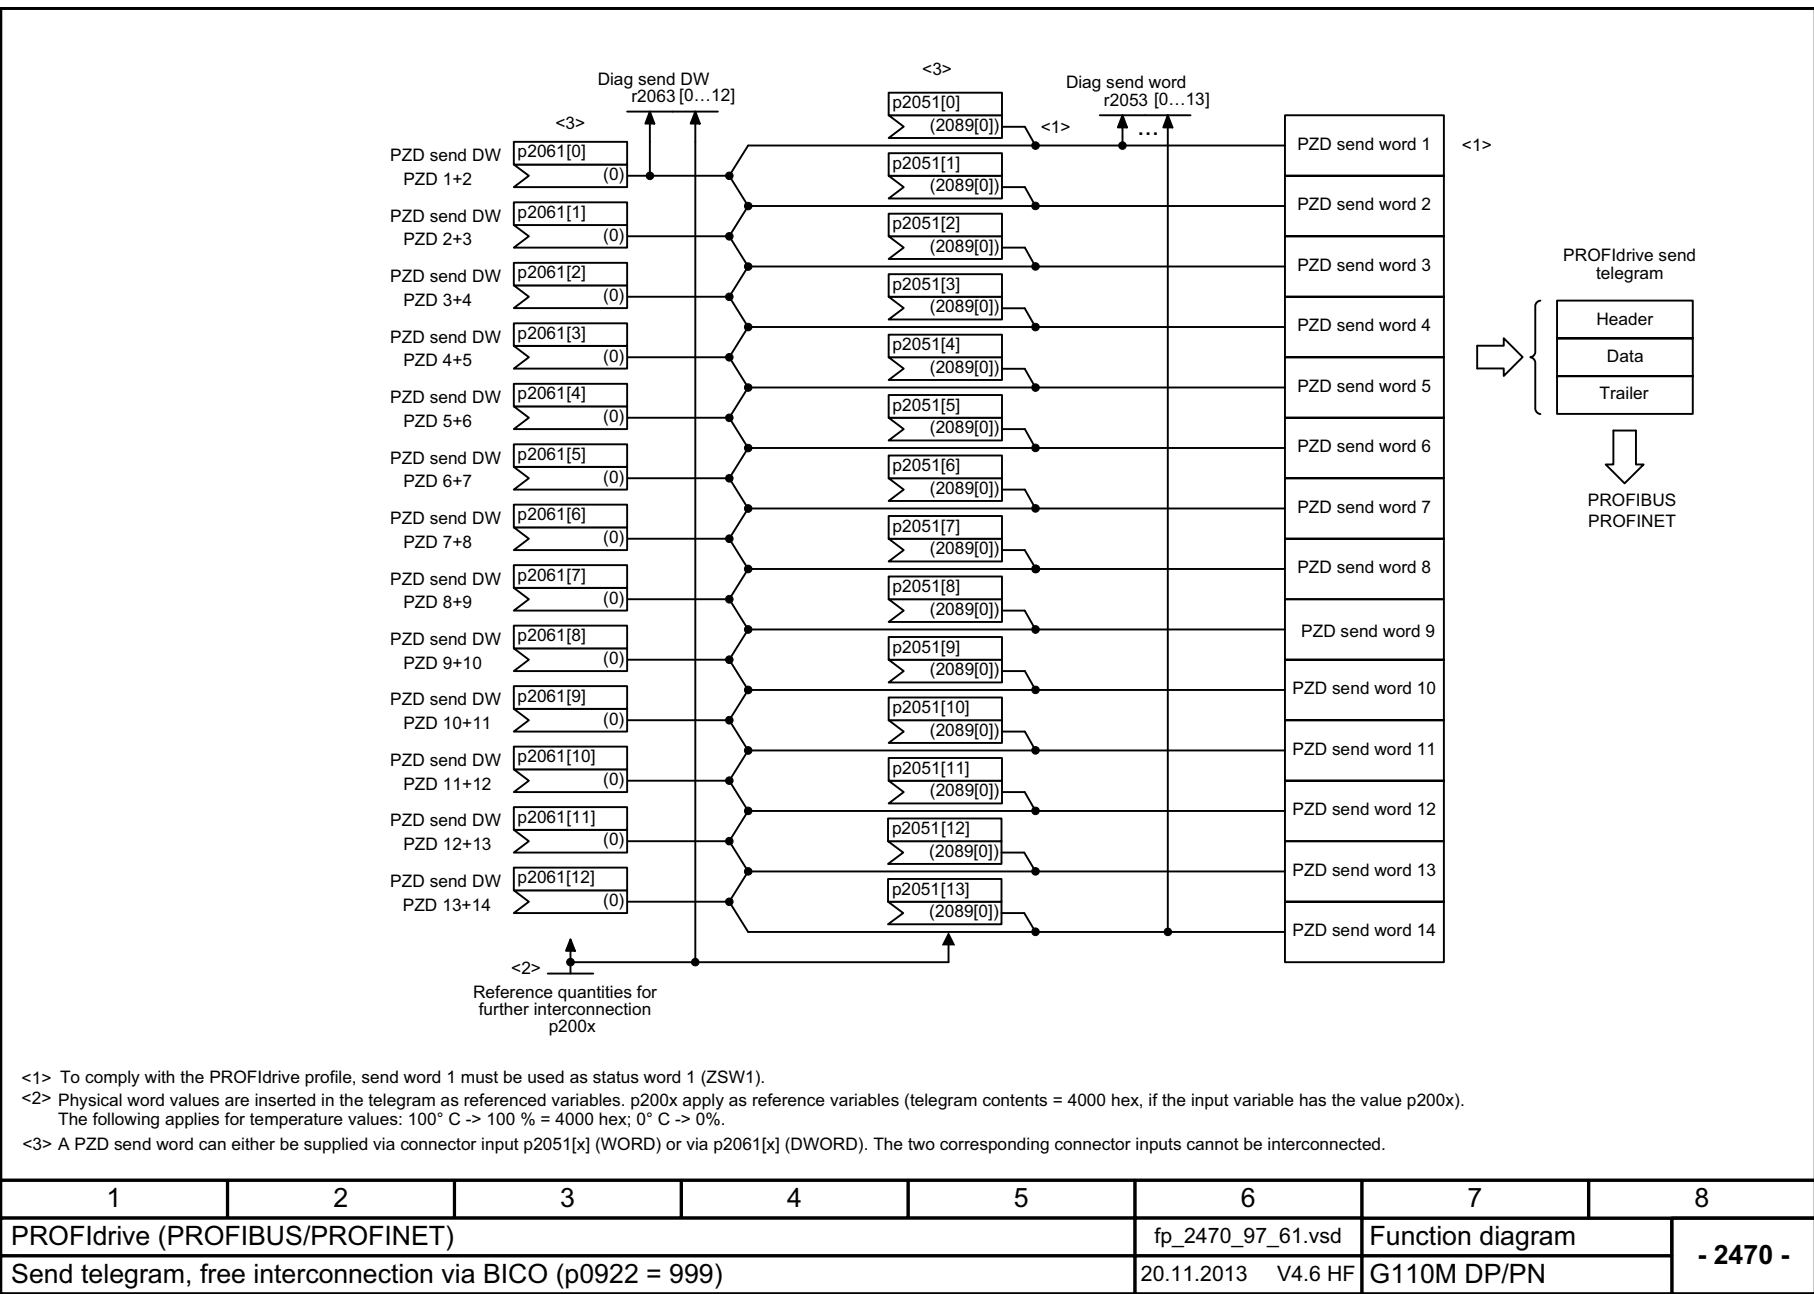 Diag send DW
r2063 [0…12]
<3>
Diag send word
r2053 [0…13]
<3>
<1>
...
PZD send DW
PZD 1+2
p2061[0]
(0)
PZD send DW
PZD 2+3
p2061[1]
(0)
PZD send DW
PZD 3+4
p2061[2]
(0)
PZD send DW
PZD 4+5
p2061[3]
(0)
PZD send DW
PZD 5+6
p2061[4]
(0)
PZD send DW
PZD 6+7
p2061[5]
(0)
PZD send DW
PZD 7+8
p2061[6]
(0)
PZD send DW
PZD 8+9
p2061[7]
(0)
PZD send DW
PZD 9+10
p2061[8]
(0)
PZD send DW
PZD 10+11
p2061[9]
(0)
PZD send DW
PZD 11+12
p2061[10]
(0)
PZD send DW
PZD 12+13
p2061[11]
(0)
PZD send DW
PZD 13+14
p2061[12]
(0)
<2>
Reference quantities for
further interconnection
p200x
p2051[0]
(2089[0])
p2051[1]
(2089[0])
p2051[2]
(2089[0])
p2051[3]
(2089[0])
p2051[4]
(2089[0])
p2051[5]
(2089[0])
p2051[6]
(2089[0])
p2051[7]
(2089[0])
p2051[8]
(2089[0])
p2051[9]
(2089[0])
p2051[10]
(2089[0])
p2051[11]
(2089[0])
p2051[12]
(2089[0])
p2051[13]
(2089[0])
PZD send word 1
<1>
PZD send word 2
PZD send word 3
PZD send word 4
PZD send word 5
PZD send word 6
PZD send word 7
PZD send word 8
PZD send word 9
PZD send word 10
PZD send word 11
PZD send word 12
PZD send word 13
PZD send word 14
PROFIdrive send
telegram
Header
Data
Trailer
PROFIBUS
PROFINET
<1> To comply with the PROFIdrive profile, send word 1 must be used as status word 1 (ZSW1).
<2> Physical word values are inserted in the telegram as referenced variables. p200x apply as reference variables (telegram contents = 4000 hex, if the input variable has the value p200x).
The following applies for temperature values: 100° C -> 100 % = 4000 hex; 0° C -> 0%.
<3> A PZD send word can either be supplied via connector input p2051[x] (WORD) or via p2061[x] (DWORD). The two corresponding connector inputs cannot be interconnected.
1 2 3 4 5 6 7 8
PROFIdrive (PROFIBUS/PROFINET)
fp_2470_97_61.vsd
Function diagram
- 2470 -
Send telegram, free interconnection via BICO (p0922 = 999)
20.11.2013 V4.6 HF
G110M DP/PN